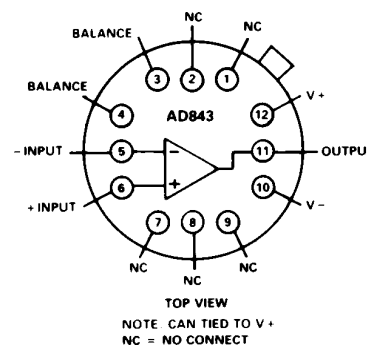 NC
BALANCE
NC
3
2
1
BALANCE
4
AD843
12
V+
- INPUT
5
-
11
OUTPU
+ INPUT
6
+
10
V-
7
8
9
NC
NC
NC
TOP VIEW
NOTE. CAN TIED TO V+
NC = NO CONNECT